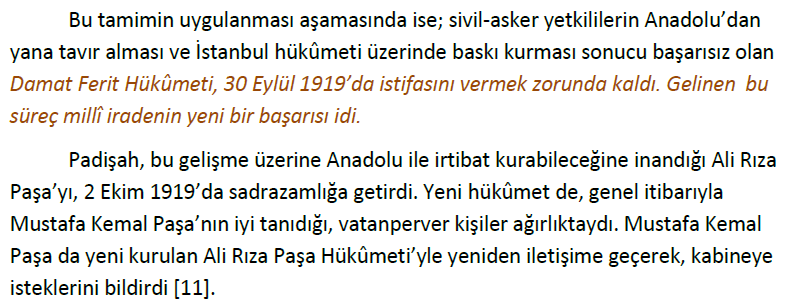 Bu tamimin uygulanması aşamasında ise; sivil-asker yetkililerin Anadolu’dan
yana tavır alması ve İstanbul hükûmeti üzerinde baskı kurması sonucu başarısız olan
Damat Ferit Hükûmeti, 30 Eylül 1919’da istifasını vermek zorunda kaldı. Gelinen bu
süreç millî iradenin yeni bir başarısı idi.
Padişah, bu gelişme üzerine Anadolu ile irtibat kurabileceğine inandığı Ali Rıza
Paşa’yı, 2 Ekim 1919’da sadrazamlığa getirdi. Yeni hükûmet de, genel itibarıyla
Mustafa Kemal Paşa’nın iyi tanıdığı, vatanperver kişiler ağırlıktaydı. Mustafa Kemal
Paşa da yeni kurulan Ali Rıza Paşa Hükûmeti’yle yeniden iletişime geçerek, kabineye
isteklerini bildirdi [11].